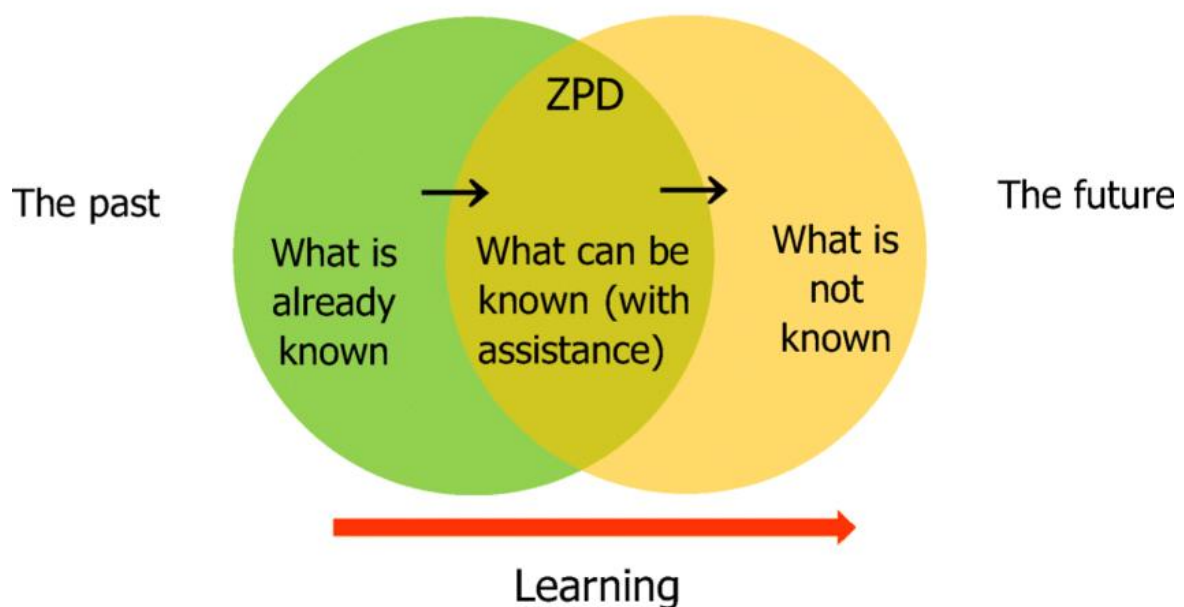 ZPD
The past
What is
already
known
What can be
known (with
assistance)
What is
not
known
The future
Learning